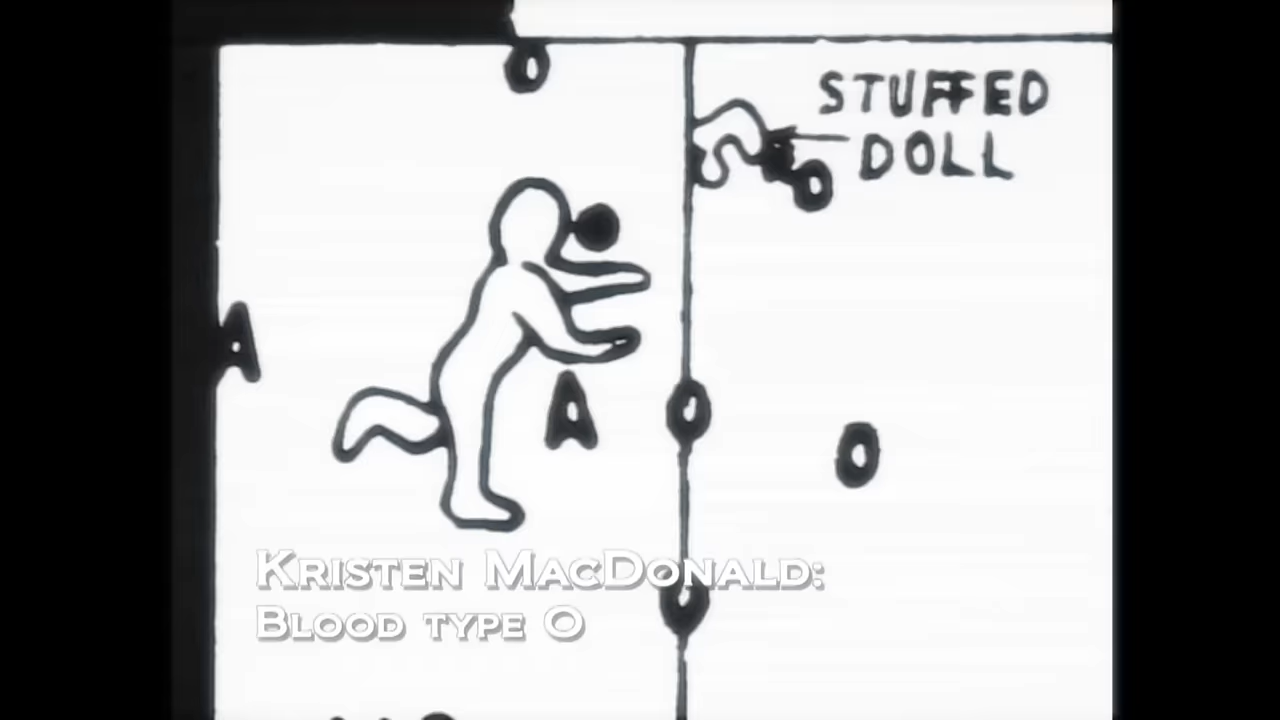 O
STUFFED
DOLL
O
A
A
O
O
O
KRISTEN MACDONALD:
BLOOD TYPE O